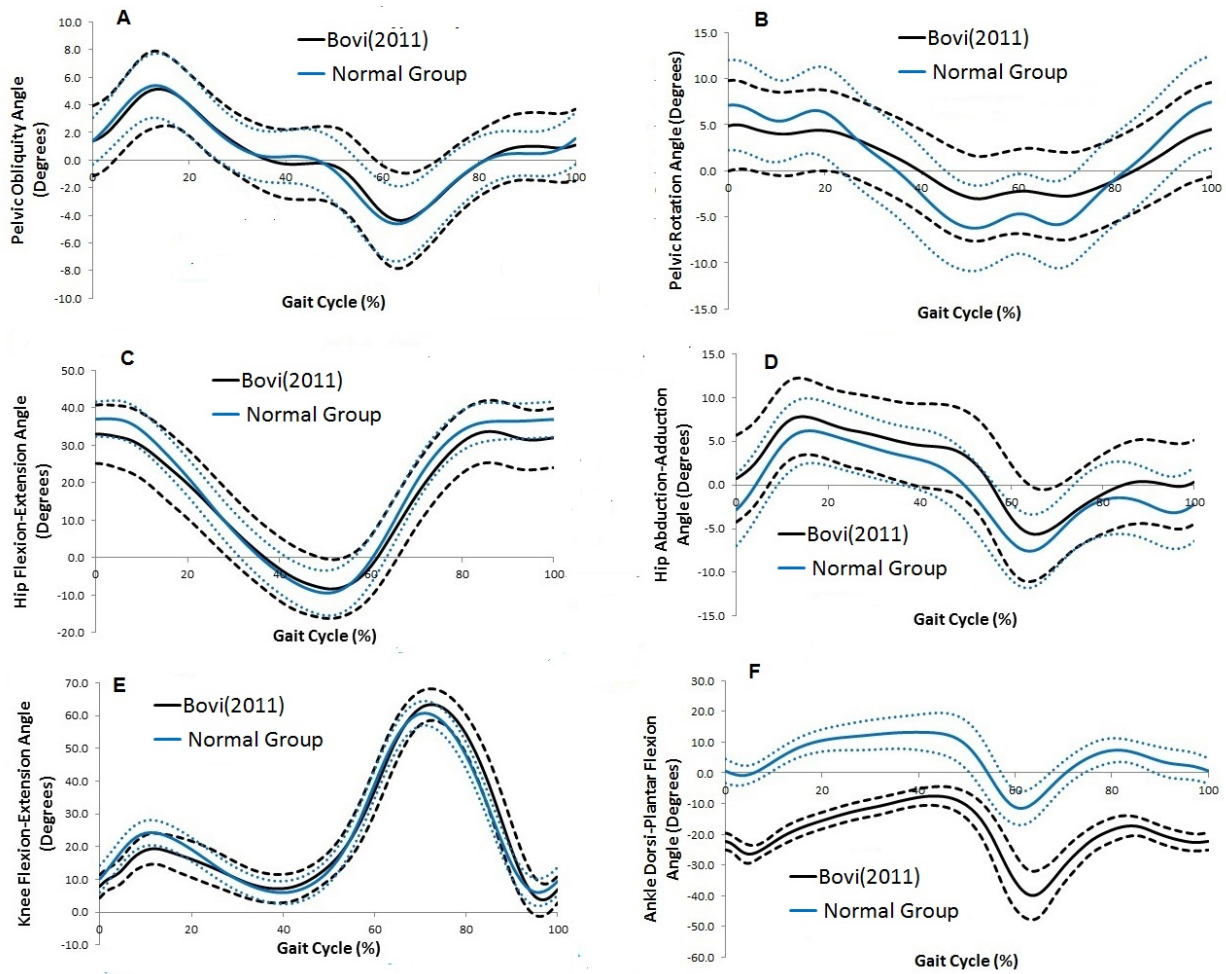 A
Pelvic Obliquity Angle
(Degrees)
10.0
8.0
6.0
4.0
2.0
0.0
-2.0
-4.0
-6.0
-8.0
-10.0
0
20
40
60
80
100
Bovi(2011)
Normal Group
Gait Cycle (%)
B
Pelvic Rotation Angle (Degrees)
15.0
10.0
5.0
0.0
-5.0
-10.0
-15.0
0
20
40
60
80
100
Bovi(2011)
Normal Group
Gait Cycle (%)
C
Hip Flexion-Extension Angle
(Degrees)
50.0
40.0
30.0
20.0
10.0
0.0
-10.0
-20.0
0
20
40
60
80
100
Bovi(2011)
Normal Group
Gait Cycle (%)
D
Hip Abduction-Adduction
Angle (Degrees)
15.0
10.0
5.0
0.0
-5.0
-10.0
-15.0
0
20
40
60
80
100
Bovi(2011)
Normal Group
Gait Cycle (%)
E
Knee Flexion-Extension Angle
(Degrees)
70.0
60.0
50.0
40.0
30.0
20.0
10.0
0.0
-10.0
0
20
40
60
80
100
Bovi(2011)
Normal Group
Gait Cycle (%)
F
Ankle Dorsi-Plantar Flexion
Angle (Degrees)
30.0
20.0
10.0
0.0
-10.0
-20.0
-30.0
-40.0
-50.0
-60.0
0
20
40
60
80
100
Bovi(2011)
Normal Group
Gait Cycle (%)